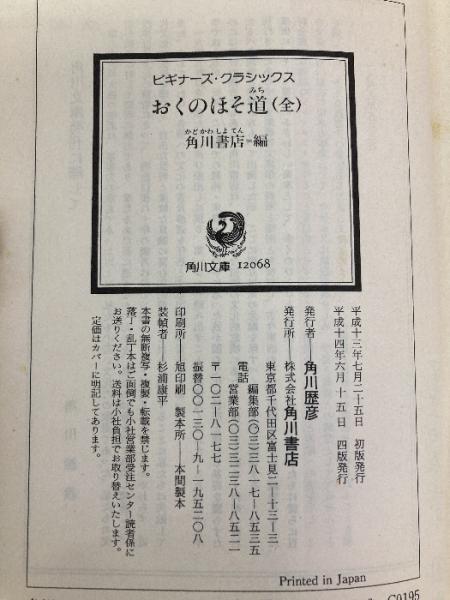 ビギナーズ・クラシックス
みち
おくのほそ道(全)
かどかわしよてん
角川書店=編
角川文庫 12068
平成十三年七月二十五日 初版発行
平成十四年六月十五日 四版発行
発行者——角川歴彦
発行所——株式会社角川書店
東京都千代田区富士見二—十三—三
電話 編集部(〇三)三八一七—八五三五
営業部(〇三)三二三八—八五二一
〒一〇二—八一七七
振替〇〇一三〇—九—一九五二〇八
印刷所——旭印刷 製本所——本間製本
装幀者——杉浦康平
本書の無断複写・複製・転載を禁じます。
落丁・乱丁本はご面倒でも小社営業部受注センター読者係に
お送りください。送料は小社負担でお取り替えいたします。
定価はカバーに明記してあります。
Printed in Japan
C0195